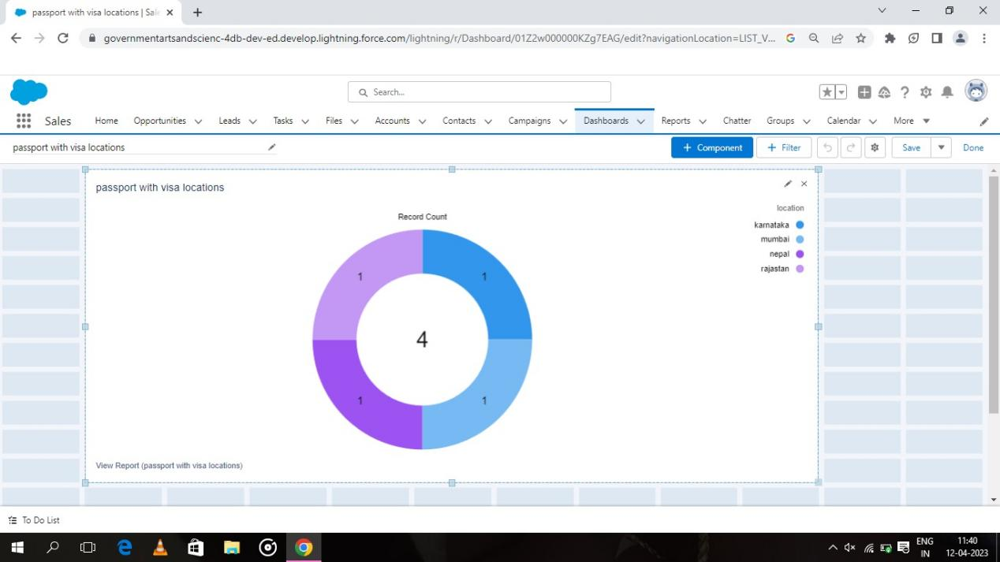 passport with visa locations | Sale
governmentartsandscienc-4db-dev-ed.develop.lightning.force.com/lightning/r/Dashboard/01Z2w000000KZg7EAG/edit?navigationLocation=LIST_V...
Search...
Sales Home Opportunities Leads Tasks Files Accounts Contacts Campaigns Dashboards Reports Chatter Groups Calendar More
passport with visa locations
+ Component + Filter Save Done
passport with visa locations
location
Record Count
karnataka
mumbai
nepal
rajastan
1 1
4
1 1
View Report (passport with visa locations)
To Do List
ENG 11:40
IN 12-04-2023